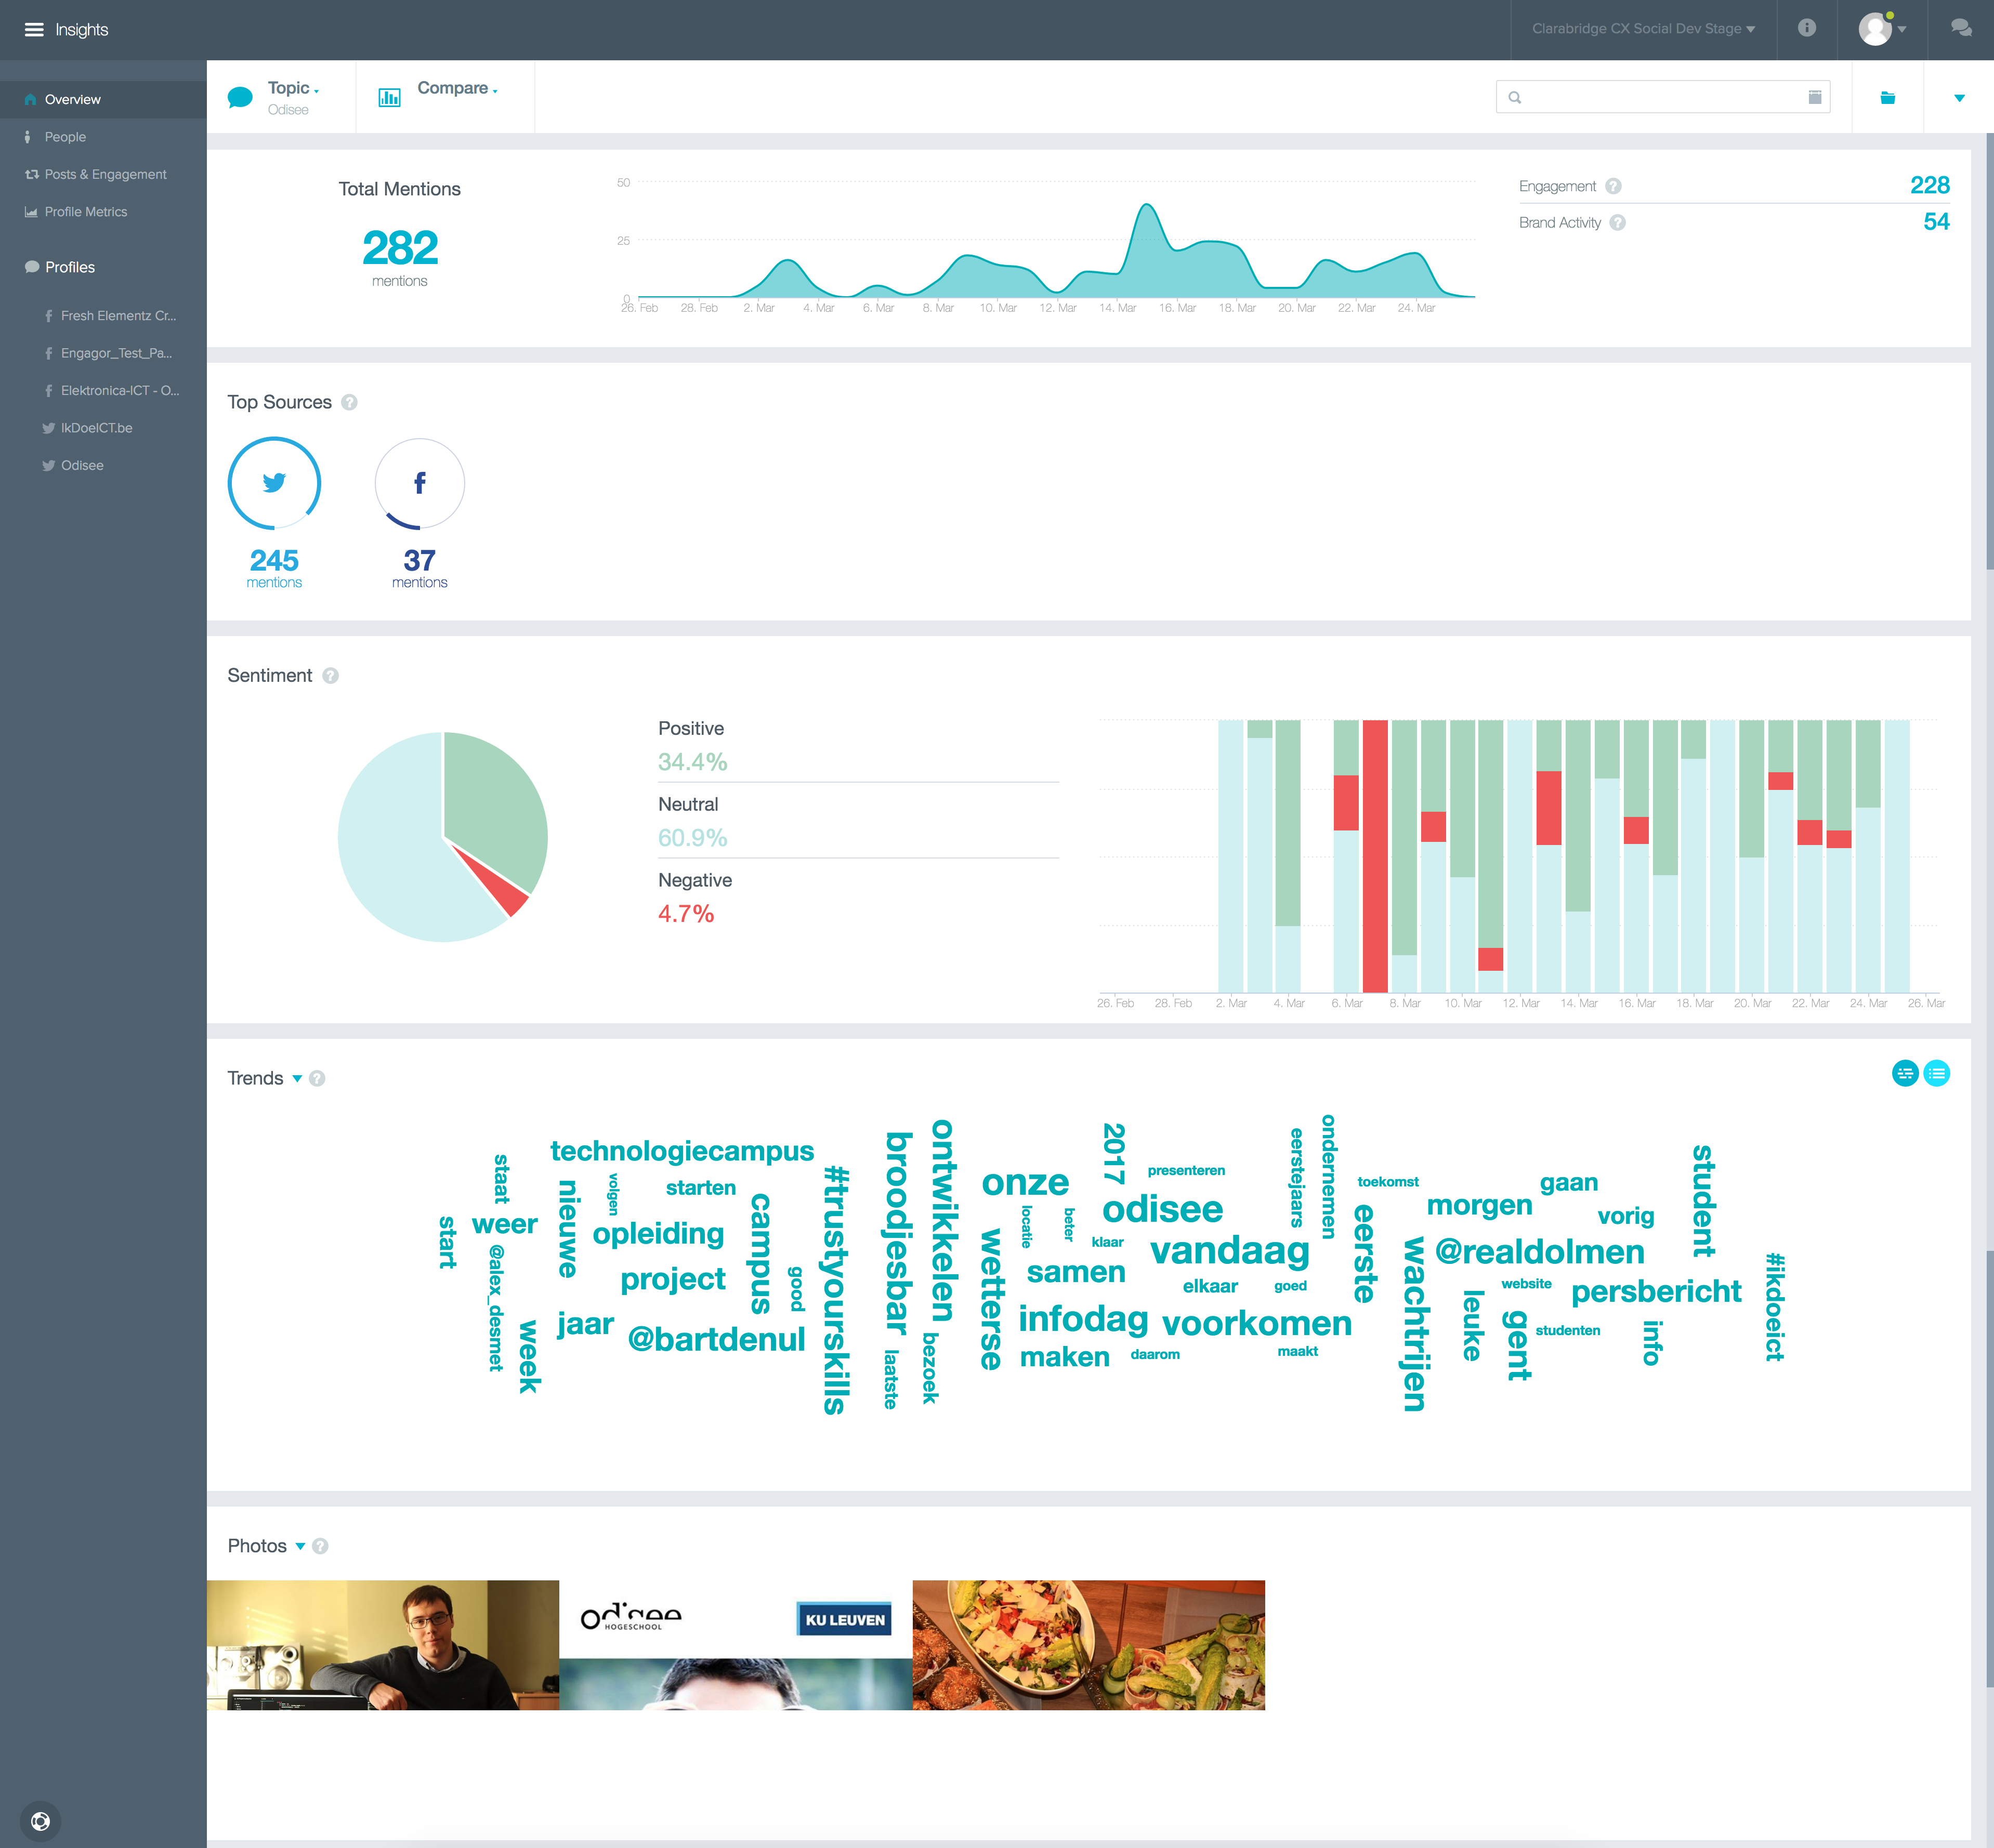 Insights
Clarabridge CX Social Dev Stage
Overview
People
Posts & Engagement
Profile Metrics
Profiles
Fresh Elementz Cr...
Engagor_Test_Pa...
Elektronica-ICT - O...
IkDoeICT.be
Odisee
Topic
Odisee
Compare
Total Mentions
282
mentions
50
25
0
26. Feb 28. Feb 2. Mar 4. Mar 6. Mar 8. Mar 10. Mar 12. Mar 14. Mar 16. Mar 18. Mar 20. Mar 22. Mar 24. Mar
Engagement ? 228
Brand Activity ? 54
Top Sources ?
245
mentions
37
mentions
Sentiment ?
Positive
34.4%
Neutral
60.9%
Negative
4.7%
26. Feb 28. Feb 2. Mar 4. Mar 6. Mar 8. Mar 10. Mar 12. Mar 14. Mar 16. Mar 18. Mar 20. Mar 22. Mar 24. Mar 26. Mar
Trends ?
start
staat
weer
@alex_desmet
week
technologiecampus
nieuwe
volgen
starten
opleiding
project
jaar
@bartdenul
campus
good
#trustyourskills
broodjesbar
laatste
ontwikkelen
bezoek
onze
wetterse
locatie
beter
2017
presenteren
odisee
klaar
vandaag
samen
elkaar
goed
infodag
voorkomen
maken
daarom
maakt
eerstejaars
ondernemen
eerste
toekomst
wachtrijen
morgen
@realdolmen
leuke
website
gent
studenten
gaan
vorig
persbericht
info
student
#ikdoeict
Photos ?
odisee
HOGESCHOOL
KU LEUVEN